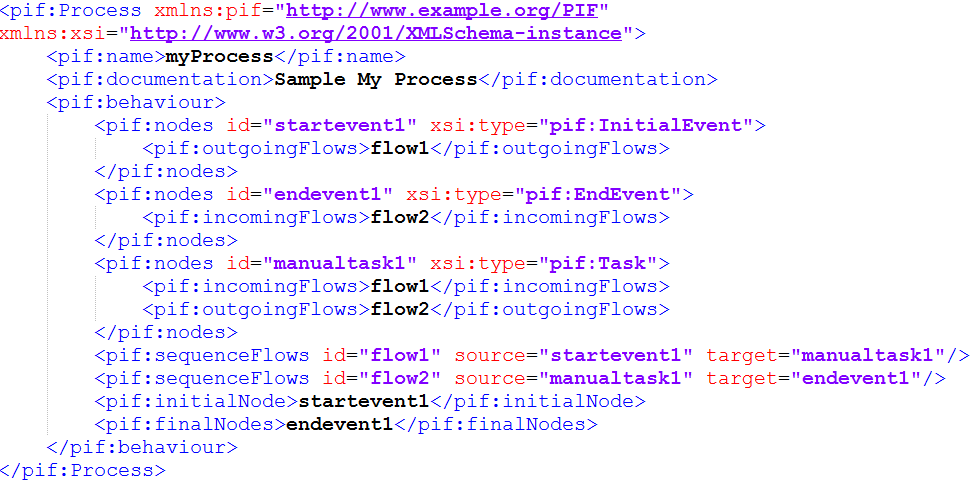 <pif:Process xmlns:pif="http://www.example.org/PIF"
xmlns:xsi="http://www.w3.org/2001/XMLSchema-instance">
<pif:name>myProcess</pif:name>
<pif:documentation>Sample My Process</pif:documentation>
<pif:behaviour>
<pif:nodes id="startevent1" xsi:type="pif:InitialEvent">
<pif:outgoingFlows>flow1</pif:outgoingFlows>
</pif:nodes>
<pif:nodes id="endevent1" xsi:type="pif:EndEvent">
<pif:incomingFlows>flow2</pif:incomingFlows>
</pif:nodes>
<pif:nodes id="manualtask1" xsi:type="pif:Task">
<pif:incomingFlows>flow1</pif:incomingFlows>
<pif:outgoingFlows>flow2</pif:outgoingFlows>
</pif:nodes>
<pif:sequenceFlows id="flow1" source="startevent1" target="manualtask1"/>
<pif:sequenceFlows id="flow2" source="manualtask1" target="endevent1"/>
<pif:initialNode>startevent1</pif:initialNode>
<pif:finalNodes>endevent1</pif:finalNodes>
</pif:behaviour>
</pif:Process>